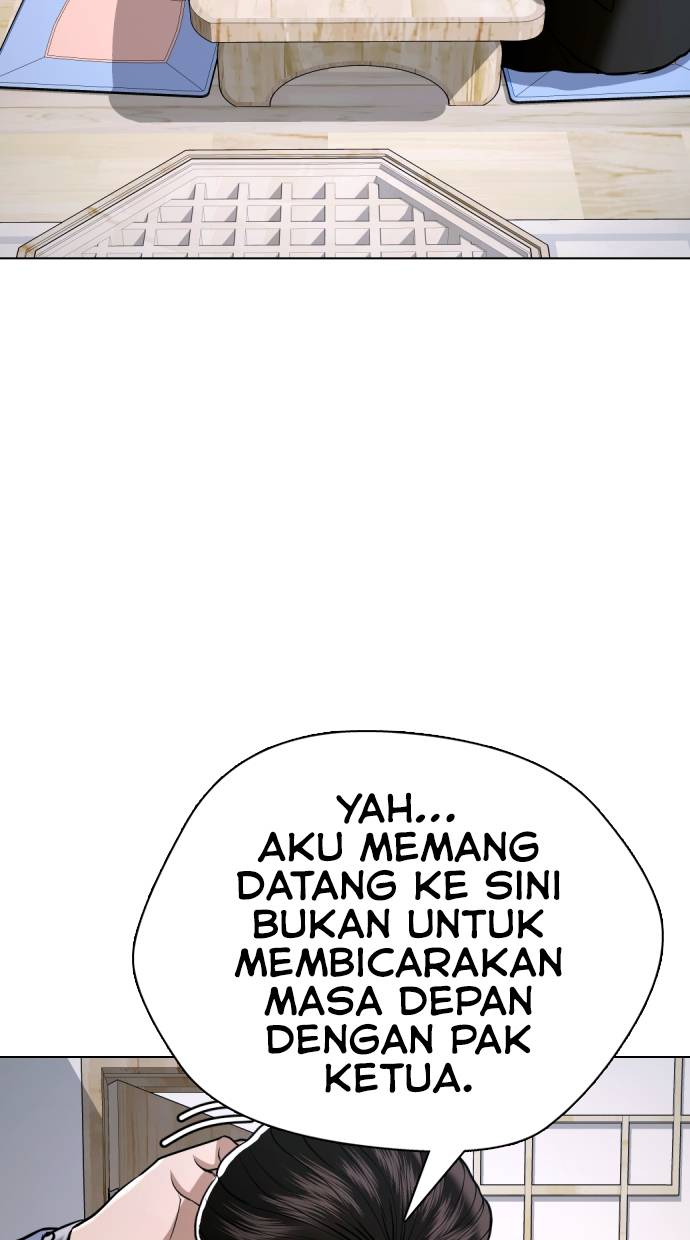 YAH...
AKU MEMANG
DATANG KE SINI
BUKAN UNTUK
MEMBICARAKAN
MASA DEPAN
DENGAN PAK
KETUA.